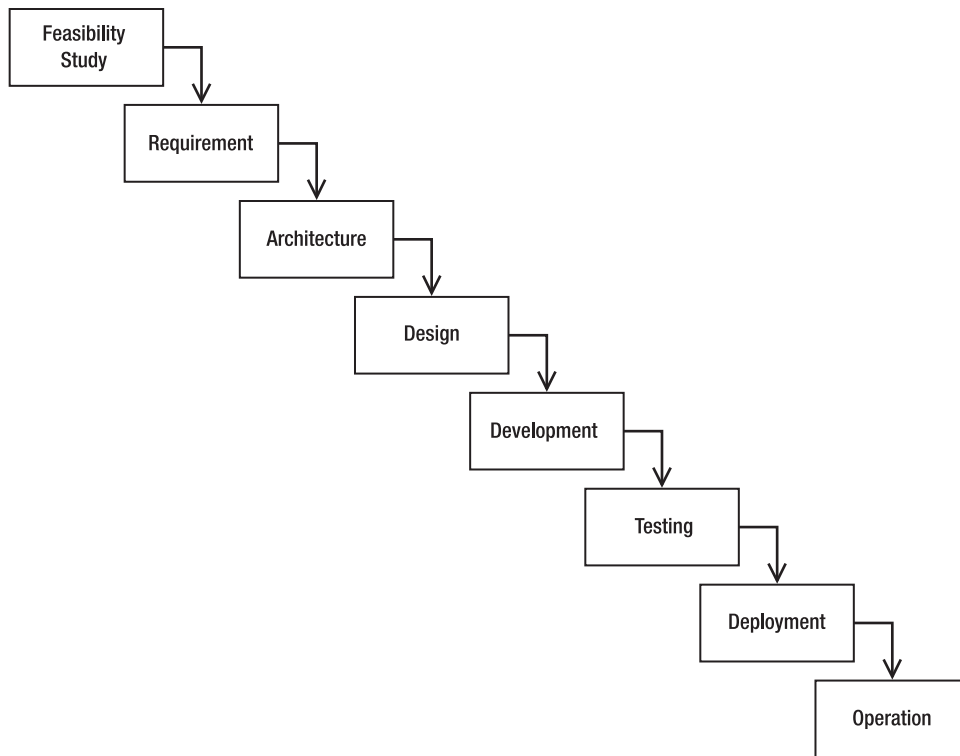 Feasibility
Study
Requirement
Architecture
Design
Development
Testing
Deployment
Operation